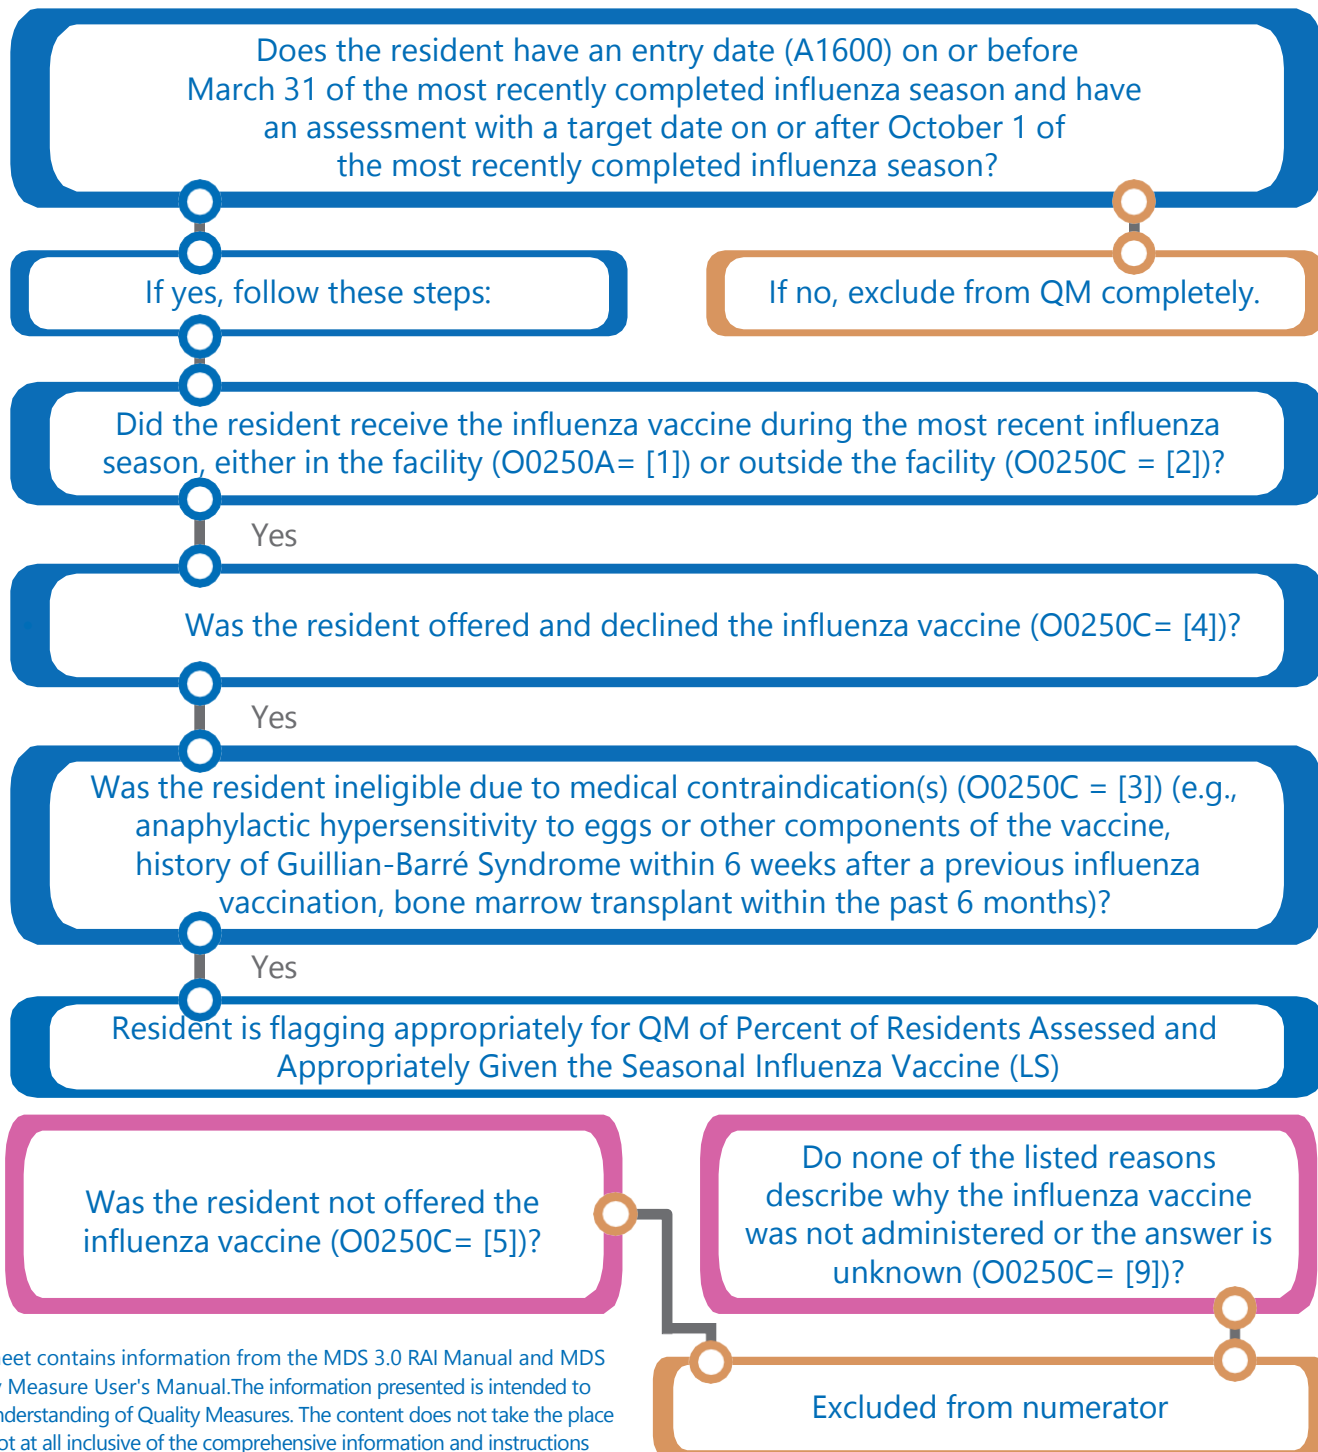 Does the resident have an entry date (A1600) on or before
March 31 of the most recently completed influenza season and have
an assessment with a target date on or after October 1 of
the most recently completed influenza season?
If yes, follow these steps:
If no, exclude from QM completely.
Did the resident receive the influenza vaccine during the most recent influenza
season, either in the facility (O0250A= [1]) or outside the facility (O0250C = [2])?
Yes
Was the resident offered and declined the influenza vaccine (O0250C= [4])?
Yes
Was the resident ineligible due to medical contraindication(s) (O0250C = [3]) (e.g.,
anaphylactic hypersensitivity to eggs or other components of the vaccine,
history of Guillian-Barré Syndrome within 6 weeks after a previous influenza
vaccination, bone marrow transplant within the past 6 months)?
Yes
Resident is flagging appropriately for QM of Percent of Residents Assessed and
Appropriately Given the Seasonal Influenza Vaccine (LS)
Was the resident not offered the
influenza vaccine (O0250C= [5])?
Do none of the listed reasons
describe why the influenza vaccine
was not administered or the answer is
unknown (O0250C= [9])?
contains information from the MDS 3.0 RAI Manual and MDS
Measure User's Manual.The information presented is intended to
of Quality Measures. The content does not take the place
at all inclusive of the comprehensive information and instructions
Excluded from numerator